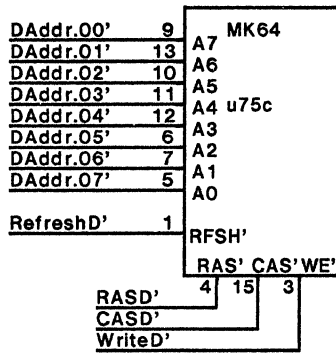 DAddr.00' 9 MK64
A7
DAddr.01' 13
A6
DAddr.02' 10
A5
DAddr.03' 11
A4 u75c
DAddr.04' 12
A3
DAddr.05' 6
A2
DAddr.06' 7
A1
DAddr.07' 5
A0
RefreshD' 1
RFSH'
RAS' CAS' WE'
4 15 3
RASD'
CASD'
WriteD'